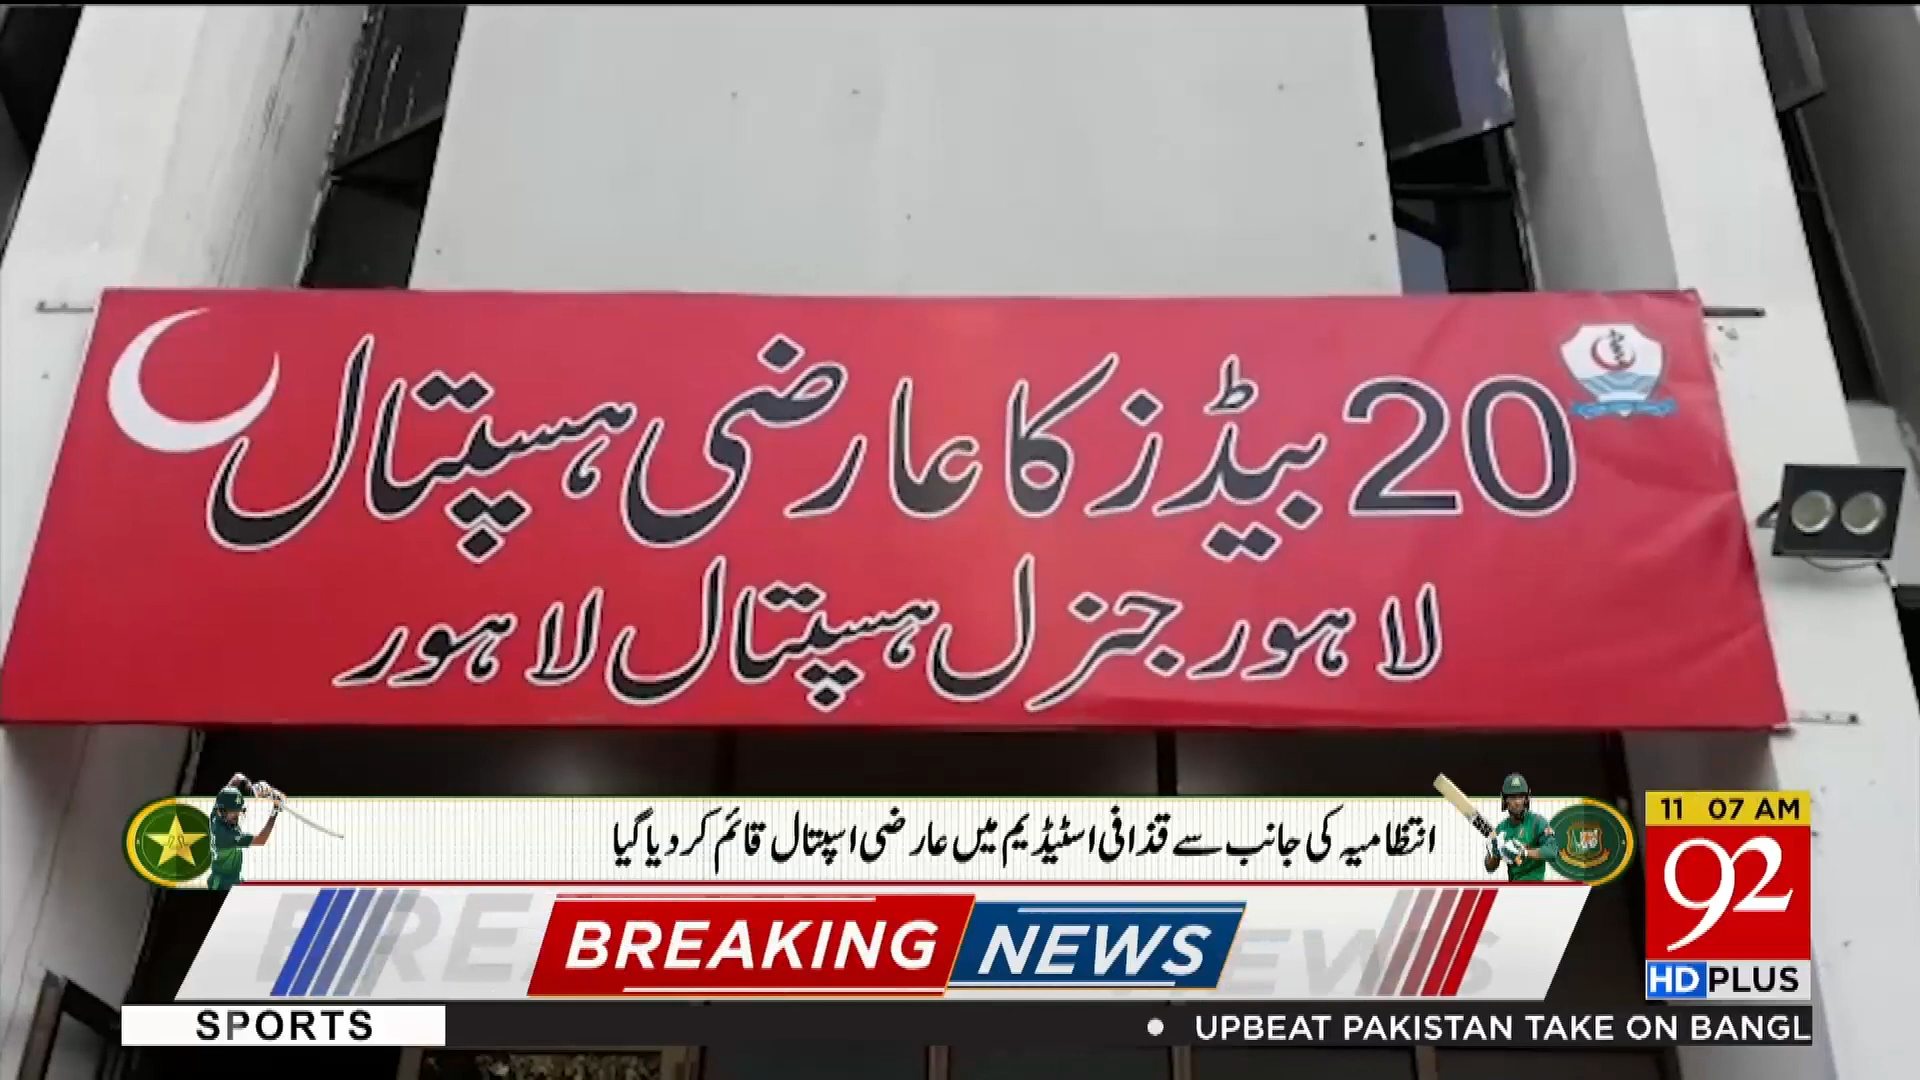 20 بیڈز کا عارضی ہسپتال
لاہور جنرل ہسپتال لاہور
انتظامیہ کی جانب سے قذافی اسٹیڈیم میں عارضی اسپتال قائم کر دیا گیا
11 07 AM
92
HD PLUS
BREAKING NEWS
SPORTS
• UPBEAT PAKISTAN TAKE ON BANGL